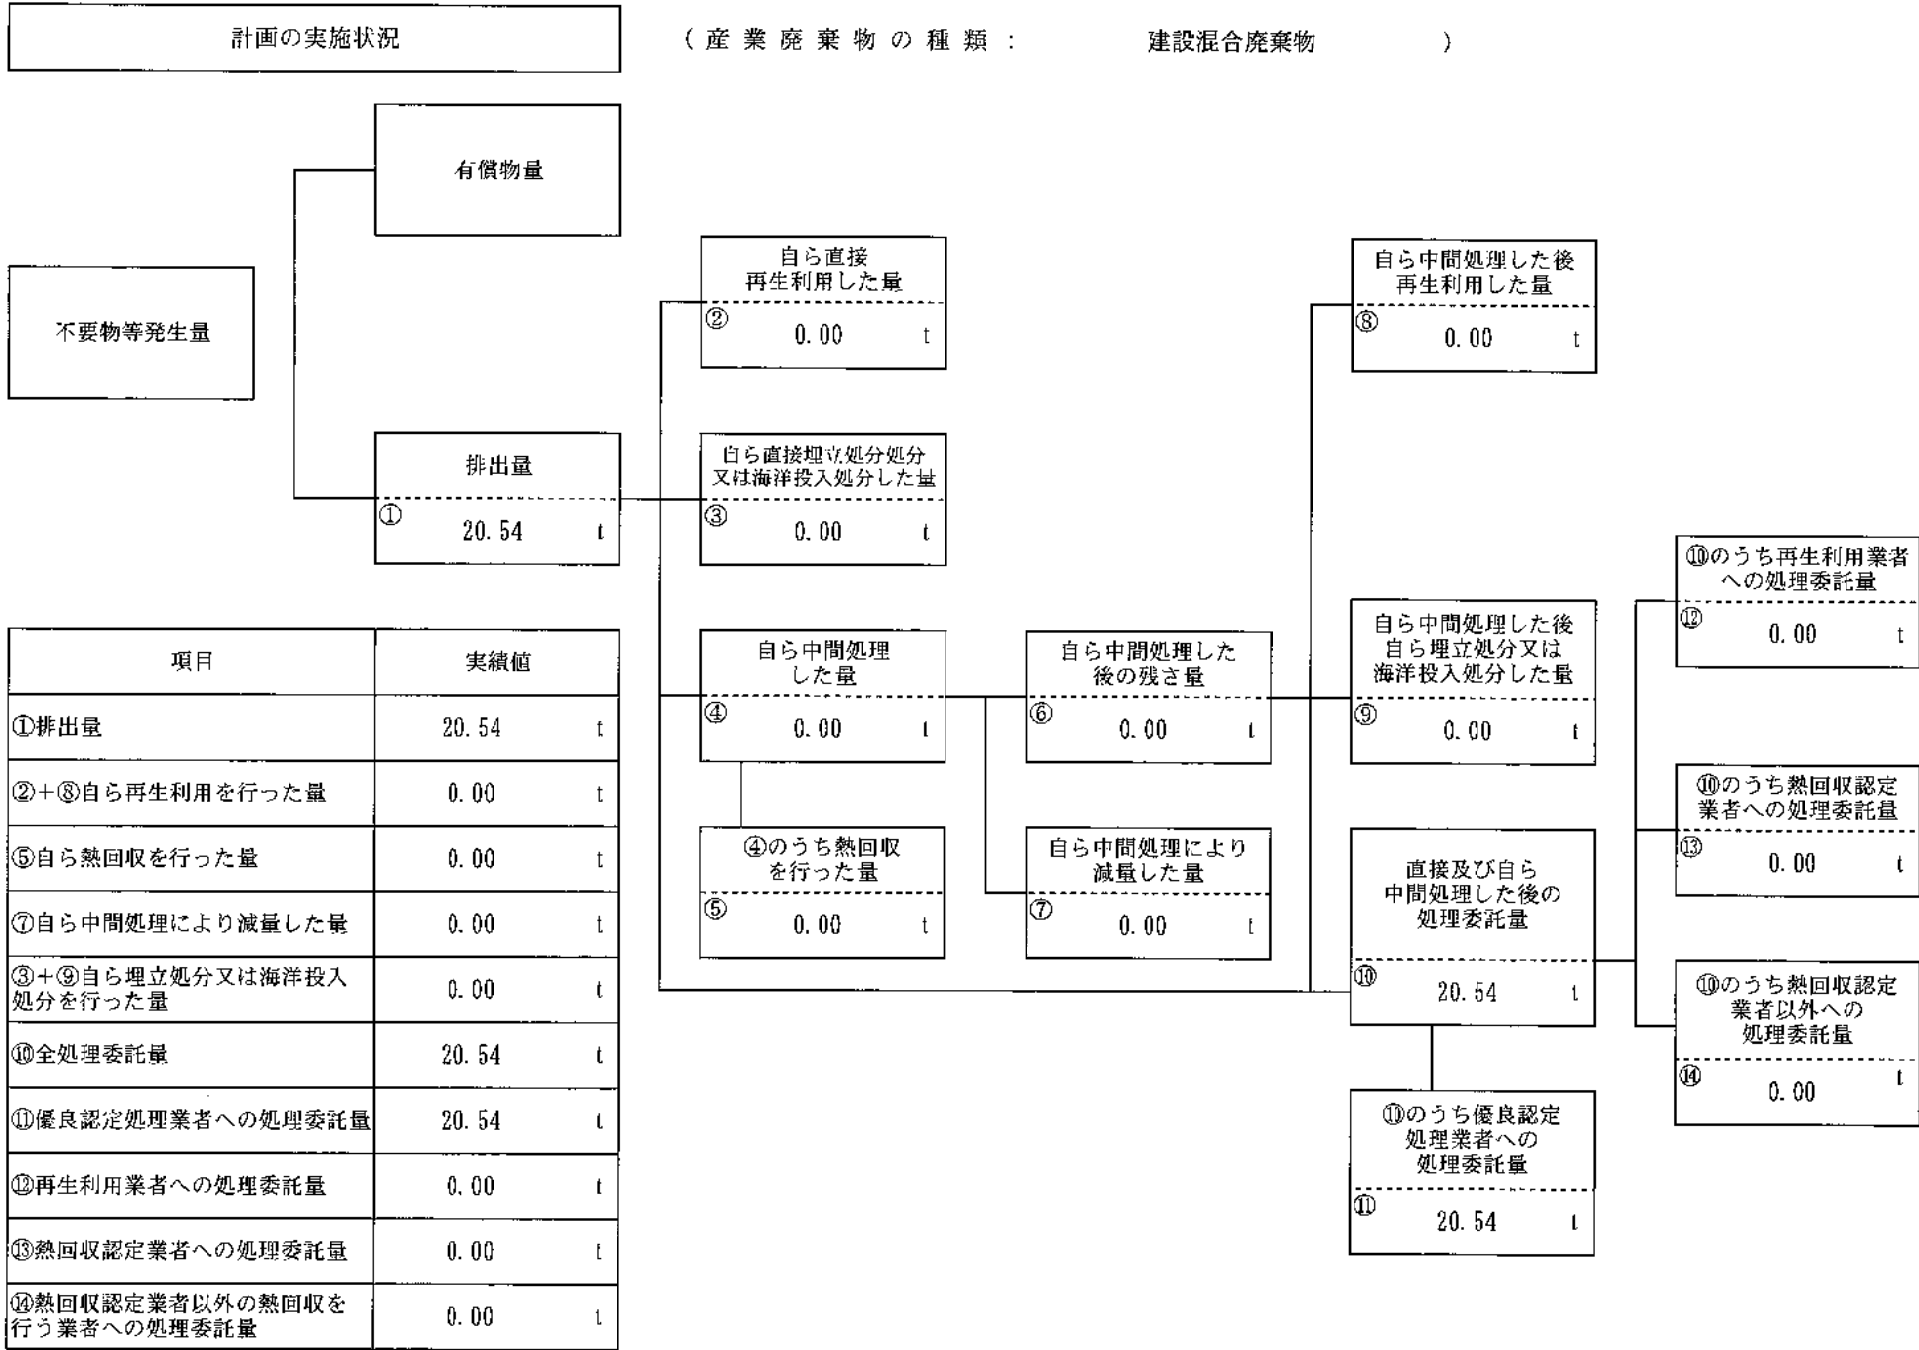 計画の実施状況
（産業廃棄物の種類： 建設混合廃棄物 ）
有償物量
不要物等発生量
排出量
① 20.54 t
自ら直接
再生利用した量
② 0.00 t
自ら直接埋立処分処分
又は海洋投入処分した量
③ 0.00 t
自ら中間処理
した量
④ 0.00 t
④のうち熱回収
を行った量
⑤ 0.00 t
自ら中間処理した
後の残さ量
⑥ 0.00 t
自ら中間処理により
減量した量
⑦ 0.00 t
自ら中間処理した後
再生利用した量
⑧ 0.00 t
自ら中間処理した後
自ら埋立処分又は
海洋投入処分した量
⑨ 0.00 t
直接及び自ら
中間処理した後の
処理委託量
⑩ 20.54 t
⑩のうち優良認定
処理業者への
処理委託量
⑪ 20.54 t
⑩のうち再生利用業者
への処理委託量
⑫ 0.00 t
⑩のうち熱回収認定
業者への処理委託量
⑬ 0.00 t
⑩のうち熱回収認定
業者以外への
処理委託量
⑭ 0.00 t
項目 実績値
①排出量 20.54 t
②＋⑧自ら再生利用を行った量 0.00 t
⑤自ら熱回収を行った量 0.00 t
⑦自ら中間処理により減量した量 0.00 t
③＋⑨自ら埋立処分又は海洋投入
処分を行った量 0.00 t
⑩全処理委託量 20.54 t
⑪優良認定処理業者への処理委託量 20.54 t
⑫再生利用業者への処理委託量 0.00 t
⑬熱回収認定業者への処理委託量 0.00 t
⑭熱回収認定業者以外の熱回収を
行う業者への処理委託量 0.00 t